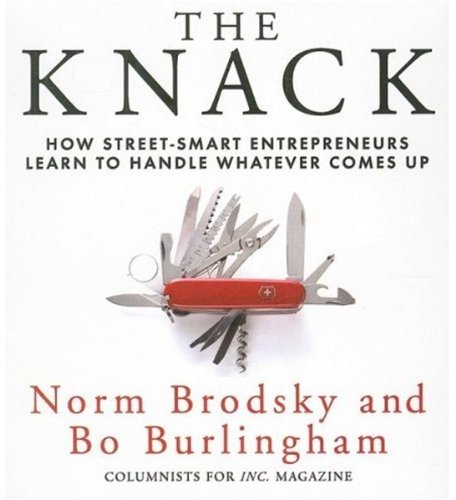 THE
KNACK
HOW STREET-SMART ENTREPRENEURS
LEARN TO HANDLE WHATEVER COMES UP
Norm Brodsky and
Bo Burlingham
COLUMNISTS FOR INC. MAGAZINE